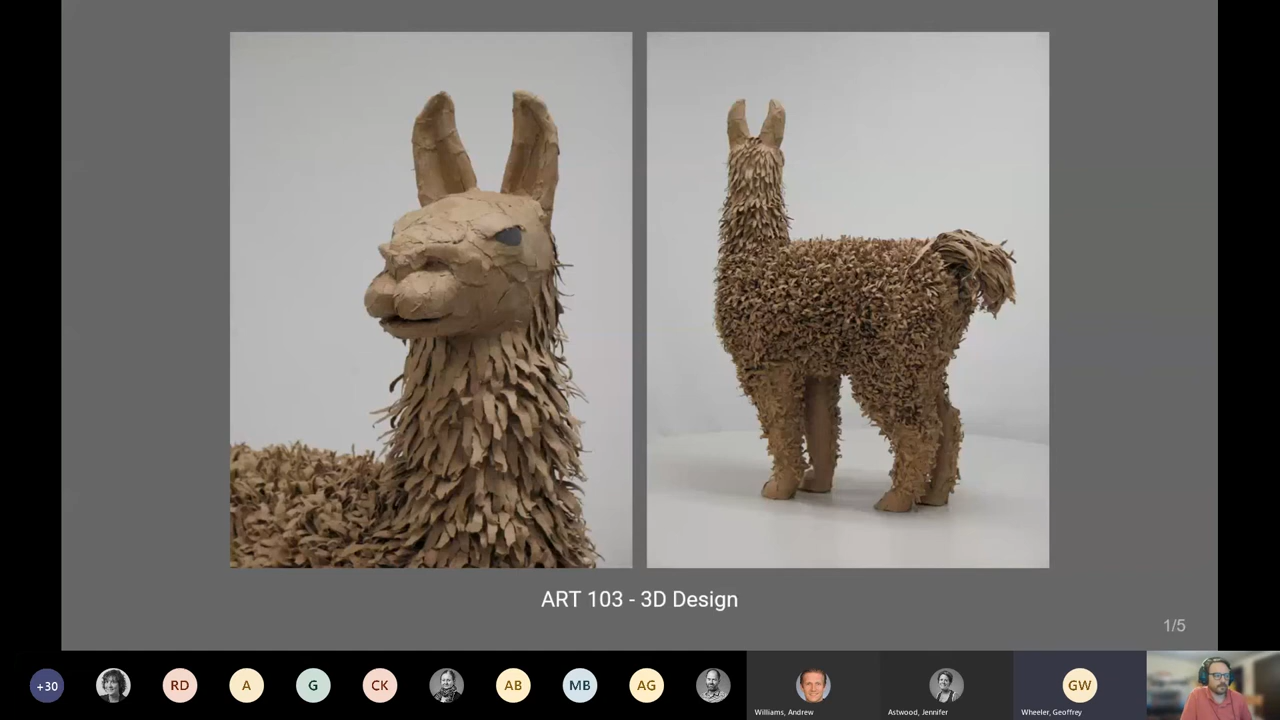 ART 103 - 3D Design
1/5
+30
RD
A
G
CK
AB
MB
AG
GW
Williams, Andrew
Astwood, Jennifer
Wheeler, Geoffrey